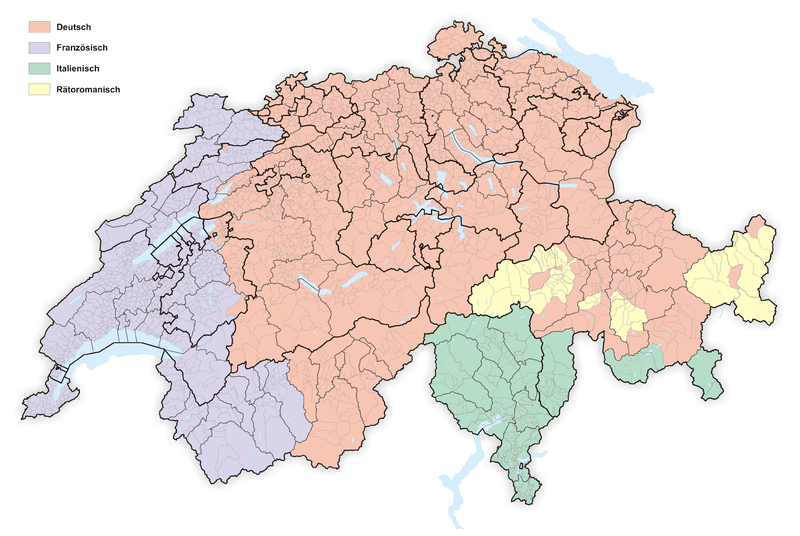 Deutsch
Französisch
Italienisch
Rätoromanisch